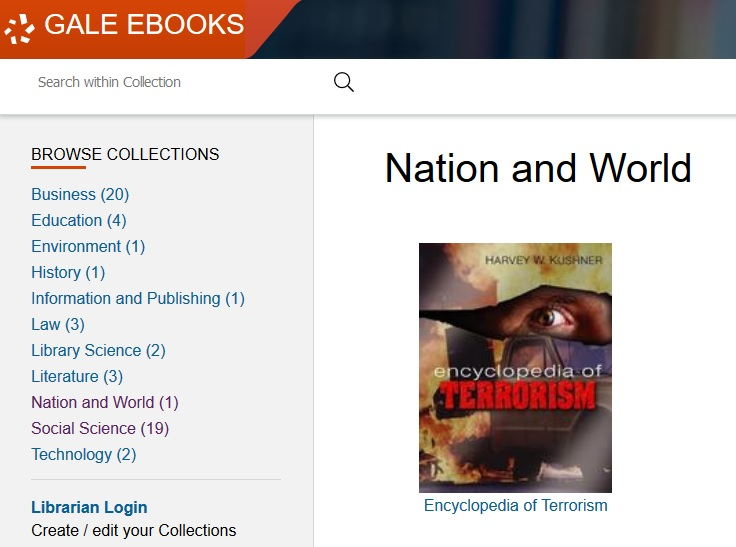 GALE EBOOKS
Search within Collection
BROWSE COLLECTIONS
Business (20)
Education (4)
Environment (1)
History (1)
Information and Publishing (1)
Law (3)
Library Science (2)
Literature (3)
Nation and World (1)
Social Science (19)
Technology (2)
Librarian Login
Create / edit your Collections
Nation and World
HARVEY W. KUSHNER
encyclopedia of
TERRORISM
Encyclopedia of Terrorism